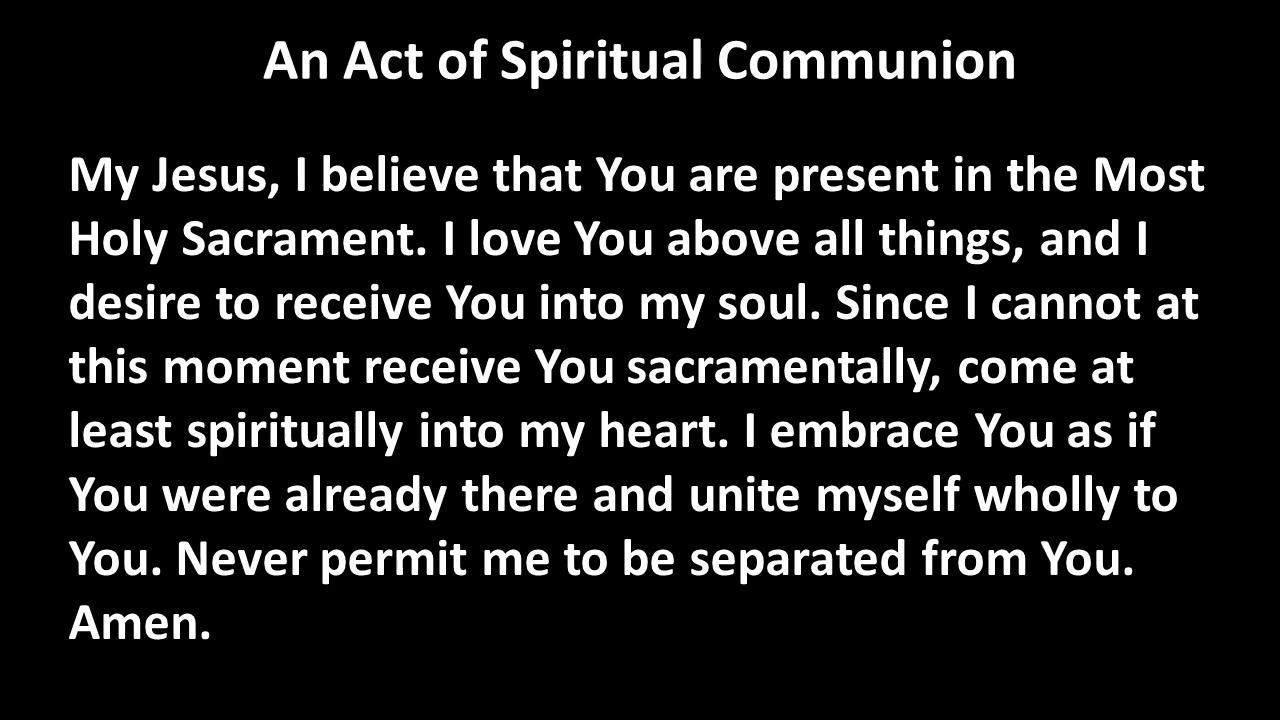 An Act of Spiritual Communion
My Jesus, I believe that You are present in the Most
Holy Sacrament. I love You above all things, and I
desire to receive You into my soul. Since I cannot at
this moment receive You sacramentally, come at
least spiritually into my heart. I embrace You as if
You were already there and unite myself wholly to
You. Never permit me to be separated from You.
Amen.